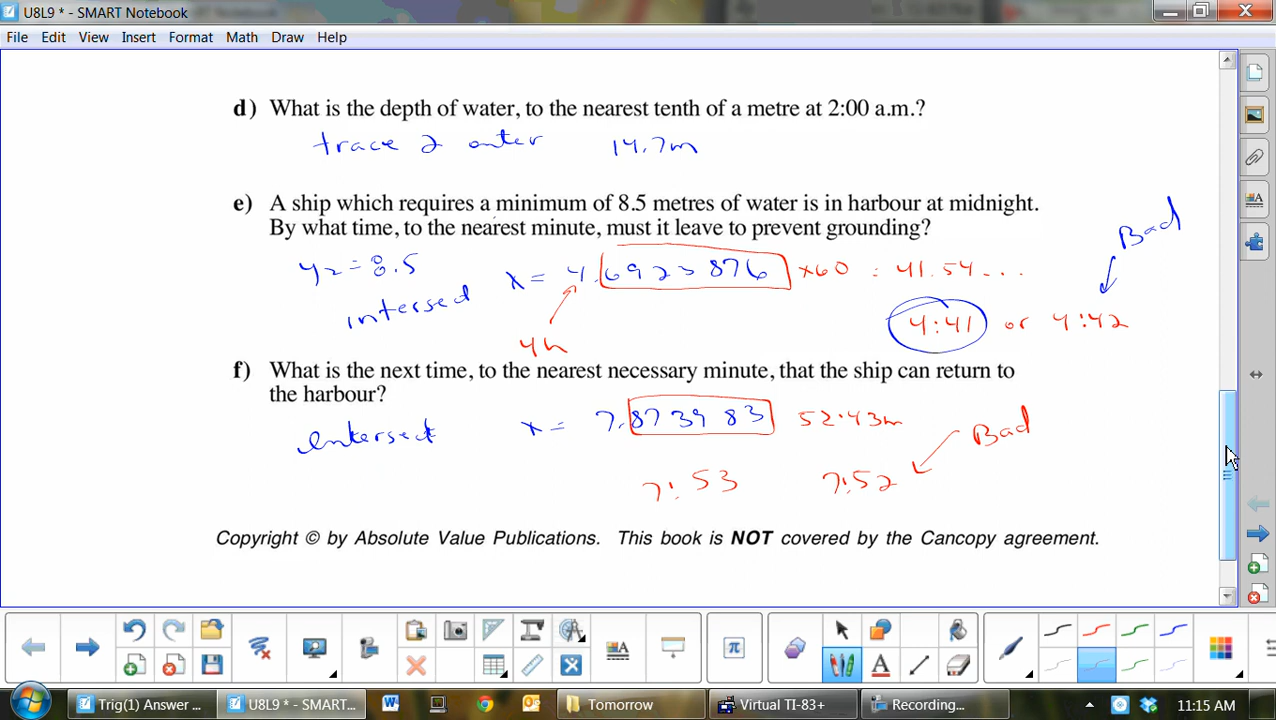 U8L9 * - SMART Notebook
File Edit View Insert Format Math Draw Help
d) What is the depth of water, to the nearest tenth of a metre at 2:00 a.m.?
trace 2 enter 14.7m
e) A ship which requires a minimum of 8.5 metres of water is in harbour at midnight.
By what time, to the nearest minute, must it leave to prevent grounding?
Bad
y2=8.5 x= 4.6923876 x60 = 41.54...
intersect
4h
4:41 or 4:42
f) What is the next time, to the nearest necessary minute, that the ship can return to
the harbour?
intersect x= 7.873983 52.43m Bad
7:53 7:52
Copyright © by Absolute Value Publications. This book is NOT covered by the Cancopy agreement.
π A
Trig(1) Answer ... U8L9 * - SMART... Tomorrow Virtual TI-83+ Recording... 11:15 AM